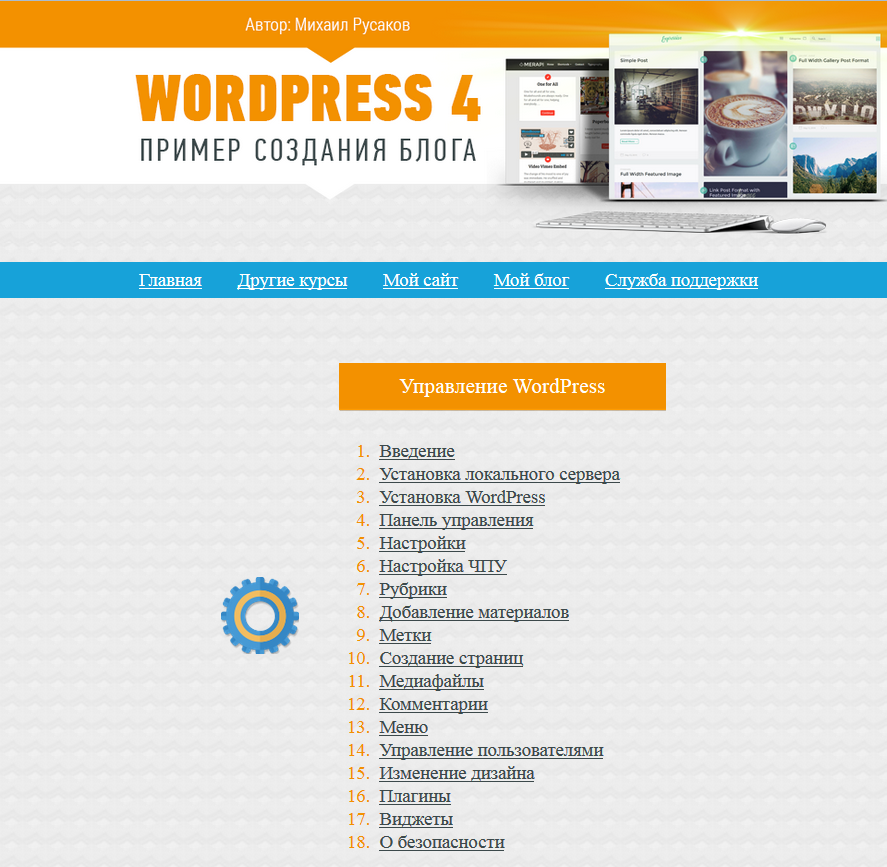 Автор: Михаил Русаков
WORDPRESS 4
ПРИМЕР СОЗДАНИЯ БЛОГА
MERAPI
One for All
Simple Post
Full Width Gallery Post Format
Full Width Featured Image
Link Post Format with
Featured Image
Главная Другие курсы Мой сайт Мой блог Служба поддержки
Управление WordPress
1. Введение
2. Установка локального сервера
3. Установка WordPress
4. Панель управления
5. Настройки
6. Настройка ЧПУ
7. Рубрики
8. Добавление материалов
9. Метки
10. Создание страниц
11. Медиафайлы
12. Комментарии
13. Меню
14. Управление пользователями
15. Изменение дизайна
16. Плагины
17. Виджеты
18. О безопасности